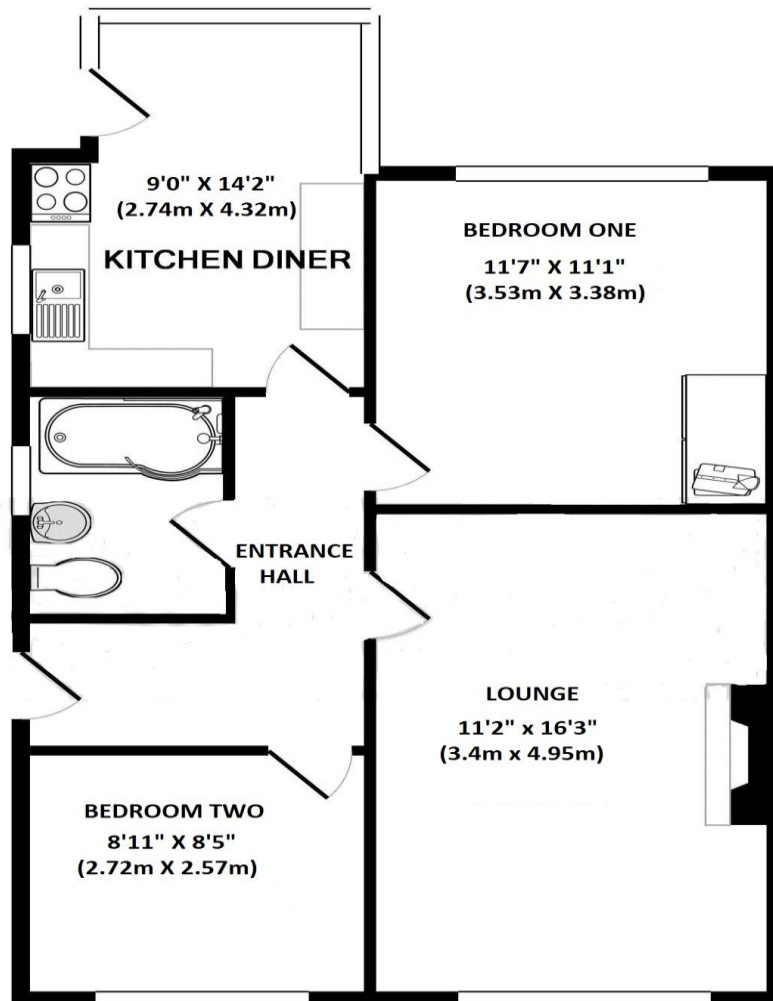 9'0" X 14'2"
(2.74m X 4.32m)
KITCHEN DINER
BEDROOM ONE
11'7" X 11'1"
(3.53m X 3.38m)
ENTRANCE
HALL
LOUNGE
11'2" x 16'3"
(3.4m x 4.95m)
BEDROOM TWO
8'11" X 8'5"
(2.72m X 2.57m)